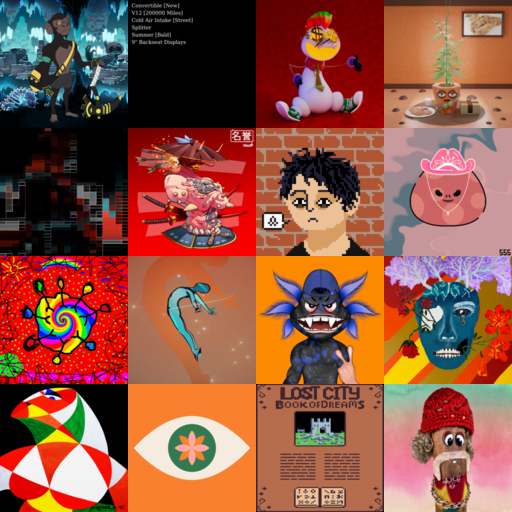 Convertible [New]
V12 [200000 Miles]
Cold Air Intake [Street]
Splitter
Summer [Bald]
9" Backseat Displays
名誉
555
LOST CITY
BOOK OF DREAMS